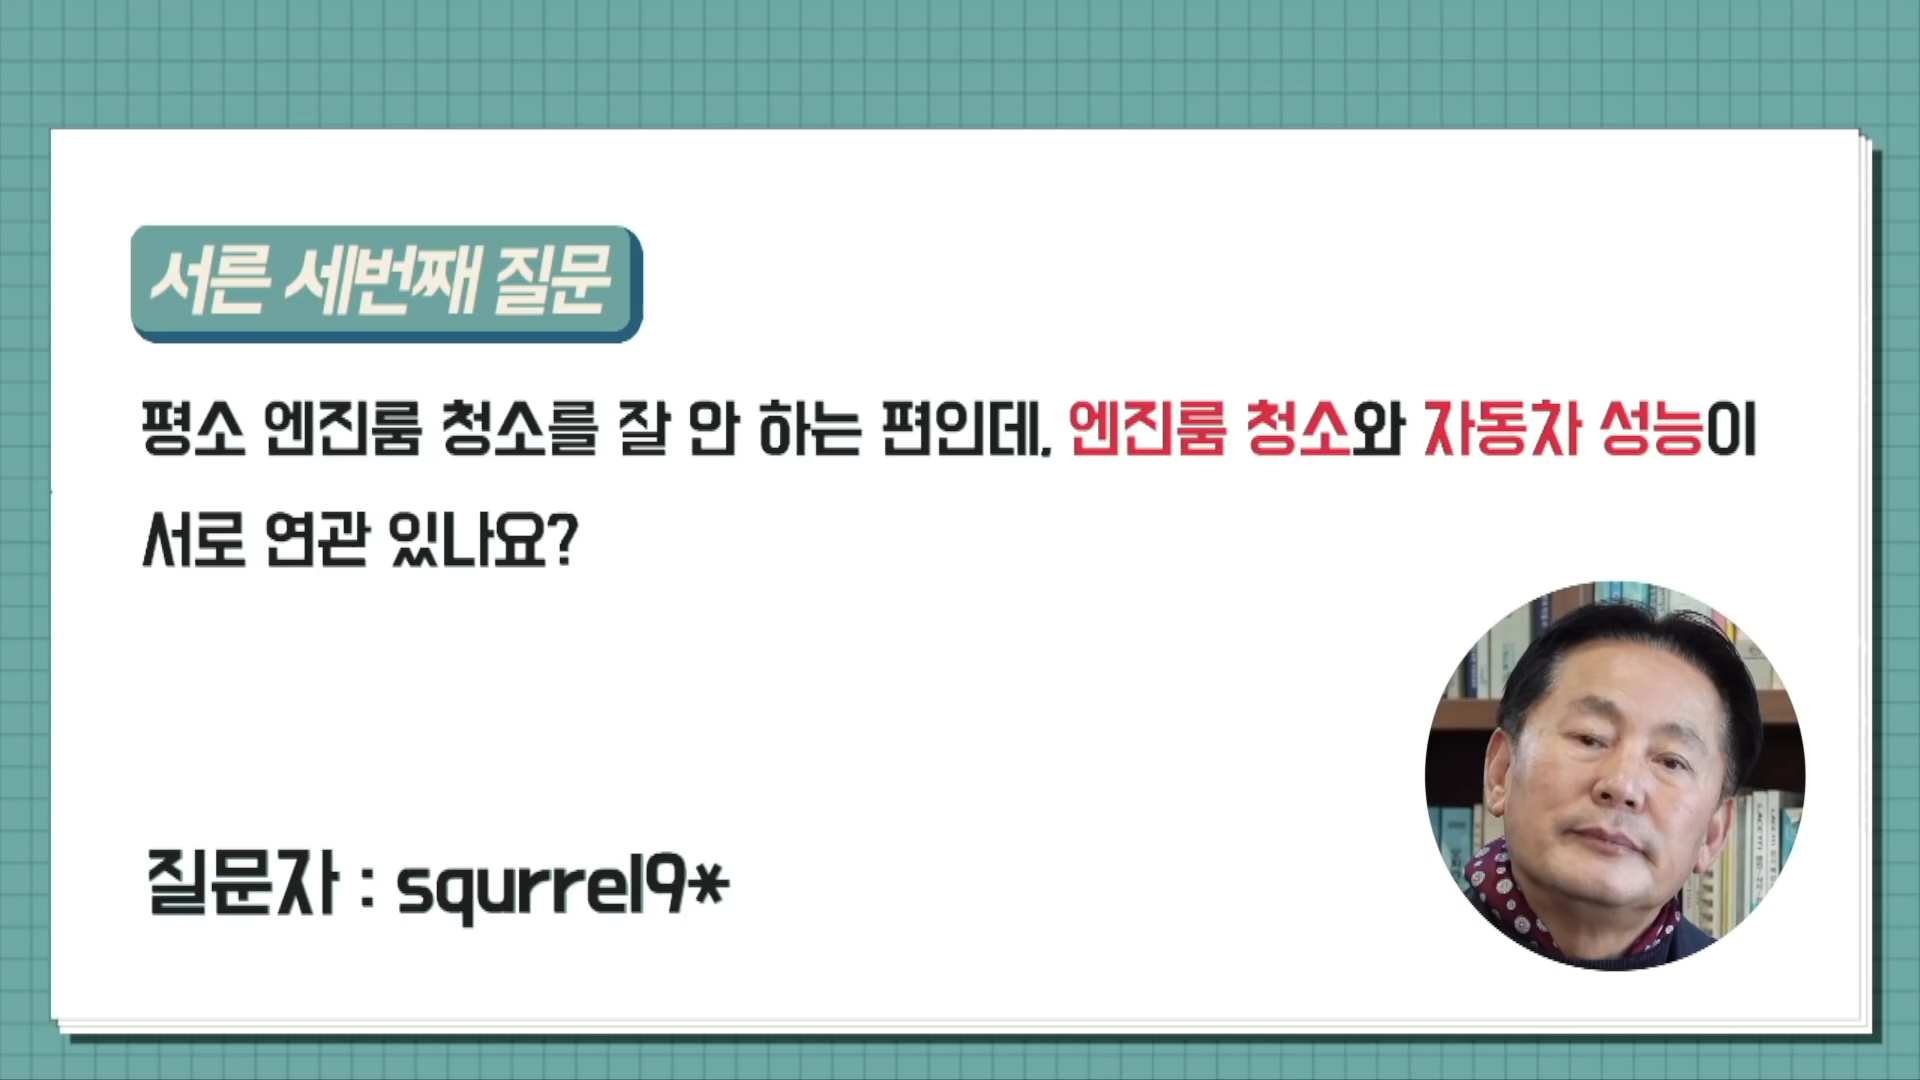 서른 세번째 질문
평소 엔진룸 청소를 잘 안 하는 편인데, 엔진룸 청소와 자동차 성능이
서로 연관 있나요?
질문자 : squrrel9*